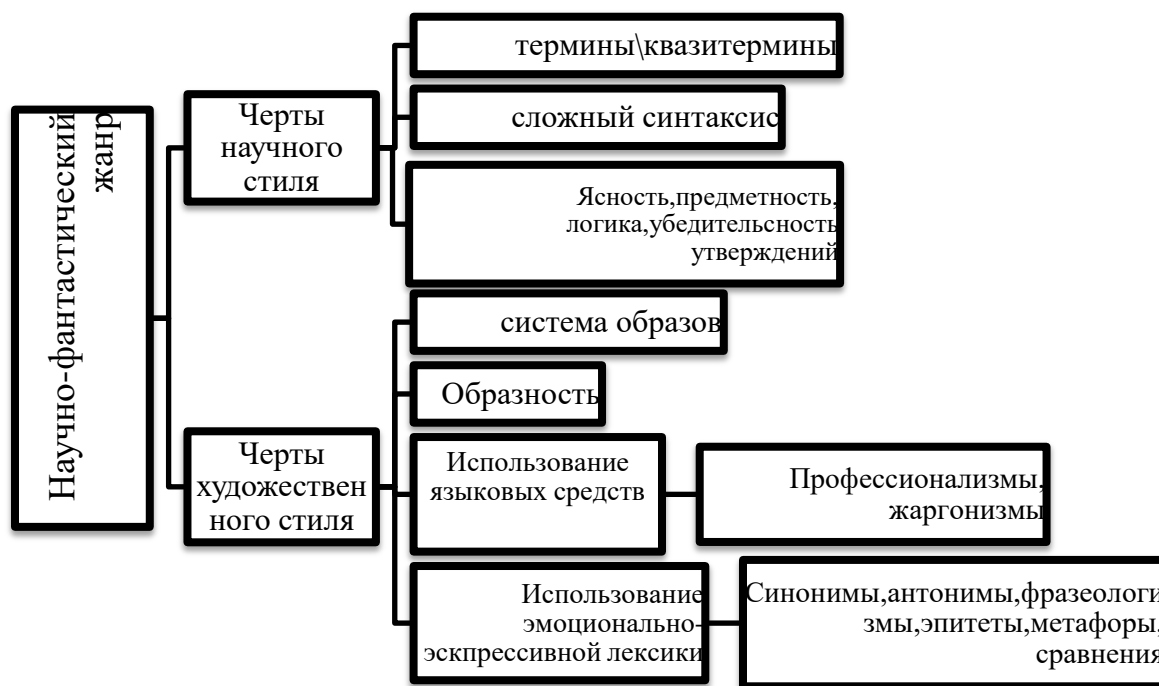 Научно-фантастический
жанр
Черты
научного
стиля
термины\квазитермины
сложный синтаксис
Ясность,предметность,
логика,убедительсность
утверждений
Черты
художествен
ного стиля
система образов
Образность
Использование
языковых средств
Профессионализмы,
жаргонизмы
Использование
эмоционально-
эскпрессивной лексики
Синонимы,антонимы,фразеологи
змы,эпитеты,метафоры,
сравнения